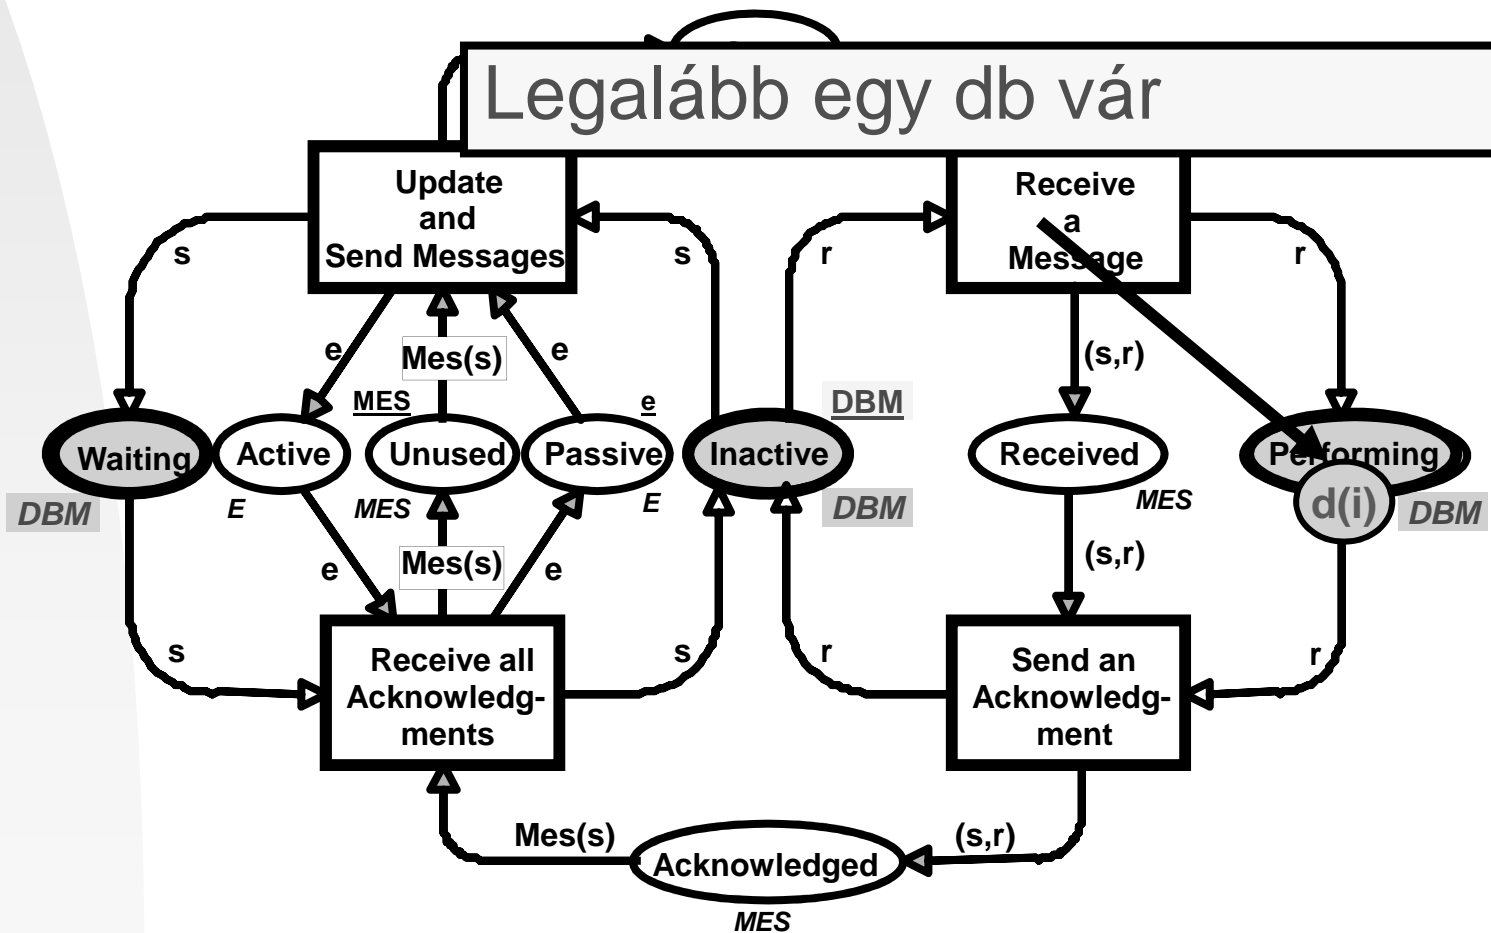 Legalább egy db vár
Update
and
Send Messages
Receive
a
Message
s
s
r
r
e
Mes(s)
e
(s,r)
MES
e
DBM
Waiting
Active
Unused
Passive
Inactive
Received
Performing
DBM
E
MES
E
DBM
MES
d(i)
DBM
e
Mes(s)
e
(s,r)
s
s
r
r
Receive all
Acknowledg-
ments
Send an
Acknowledg-
ment
Mes(s)
(s,r)
Acknowledged
MES